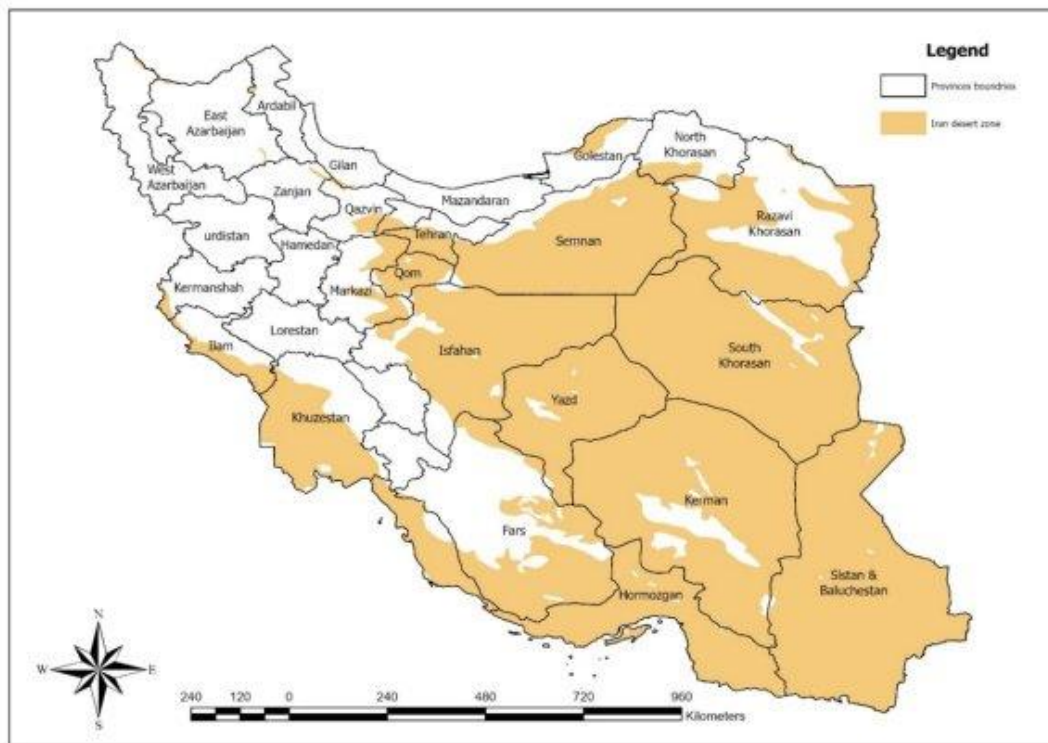 Legend
Provinces boundries
Iran desert zone
East
Azarbaijan
Ardabil
Gilan
West
Azarbaijan
Zanjan
Qazvin
Mazandaran
Golestan
North
Khorasan
Razavi
Khorasan
urdistan
Hamedan
Tehran
Semnan
Qom
Kermanshah
Markazi
Lorestan
Ilam
Isfahan
South
Khorasan
Yazd
Khuzestan
Kerman
Fars
Sistan &
Baluchestan
Hormozgan
N
W E
S
240 120 0 240 480 720 960
Kilometers